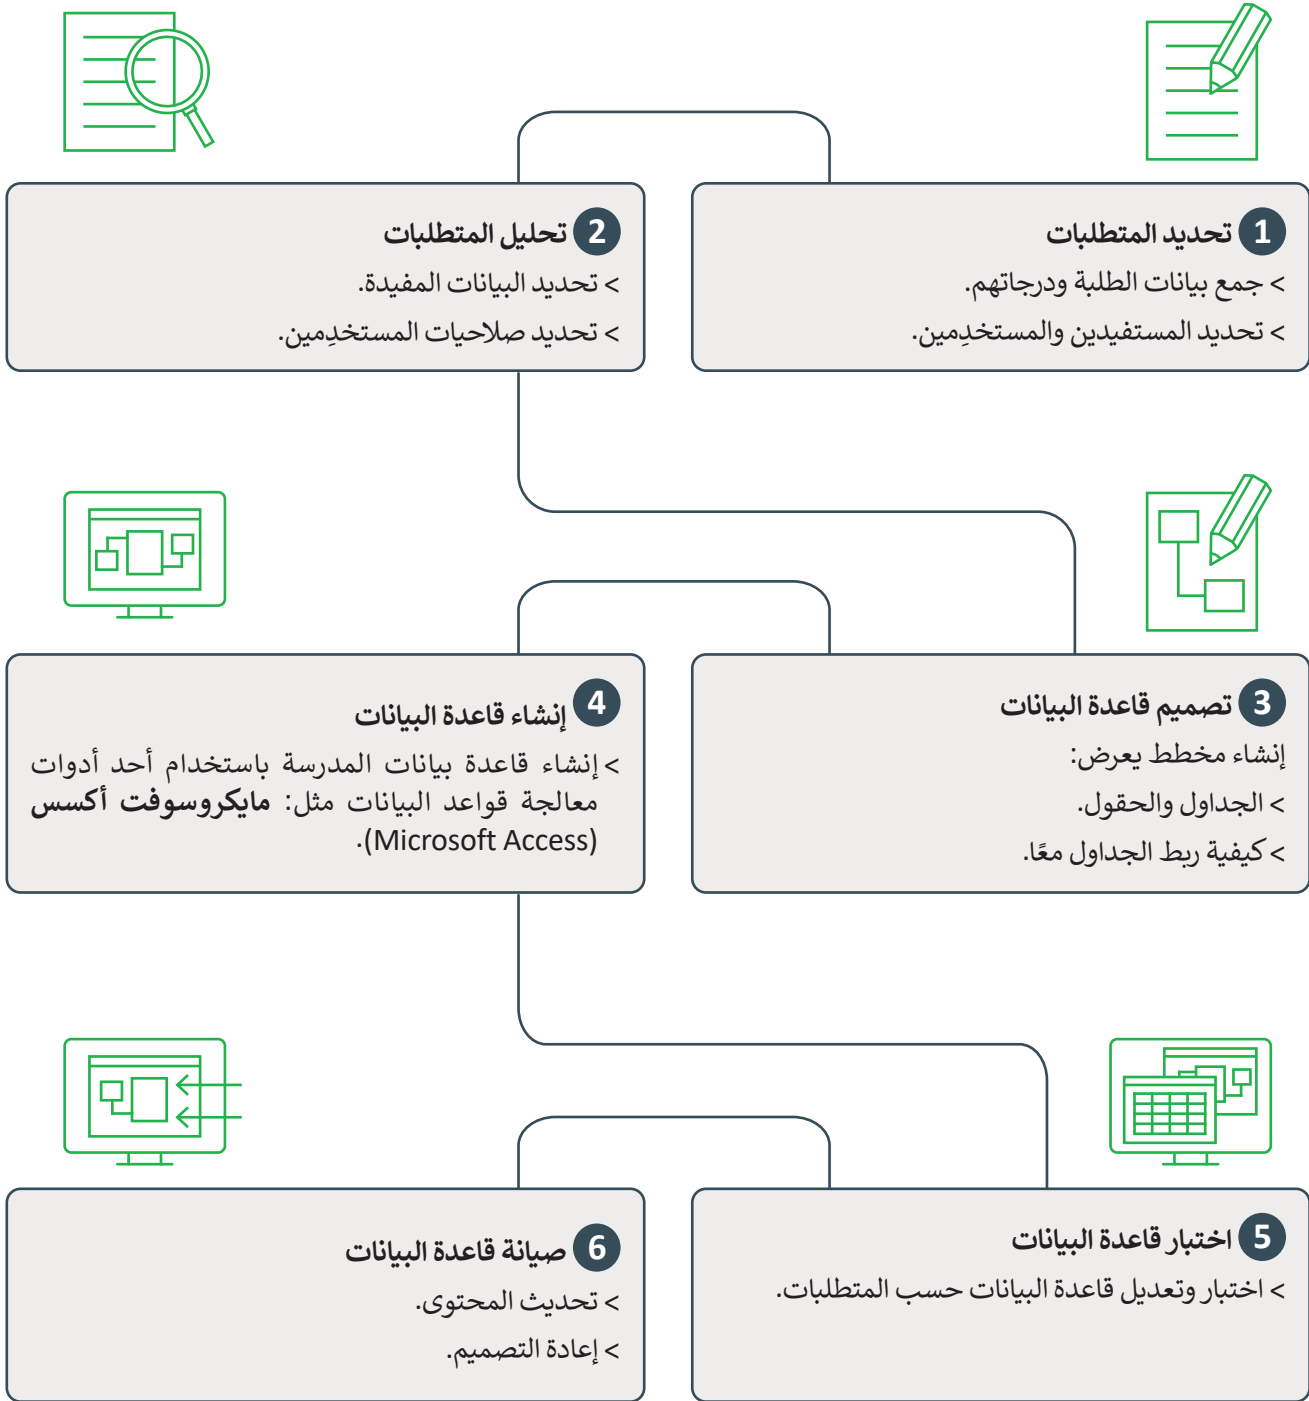 1 تحديد المتطلبات
> جمع بيانات الطلبة ودرجاتهم.
> تحديد المستفيدين والمستخدِمين.
2 تحليل المتطلبات
> تحديد البيانات المفيدة.
> تحديد صلاحيات المستخدِمين.
3 تصميم قاعدة البيانات
إنشاء مخطط يعرض:
> الجداول والحقول.
> كيفية ربط الجداول معًا.
4 إنشاء قاعدة البيانات
> إنشاء قاعدة بيانات المدرسة باستخدام أحد أدوات
معالجة قواعد البيانات مثل: مايكروسوفت أكسس
(Microsoft Access).
5 اختبار قاعدة البيانات
> اختبار وتعديل قاعدة البيانات حسب المتطلبات.
6 صيانة قاعدة البيانات
> تحديث المحتوى.
> إعادة التصميم.